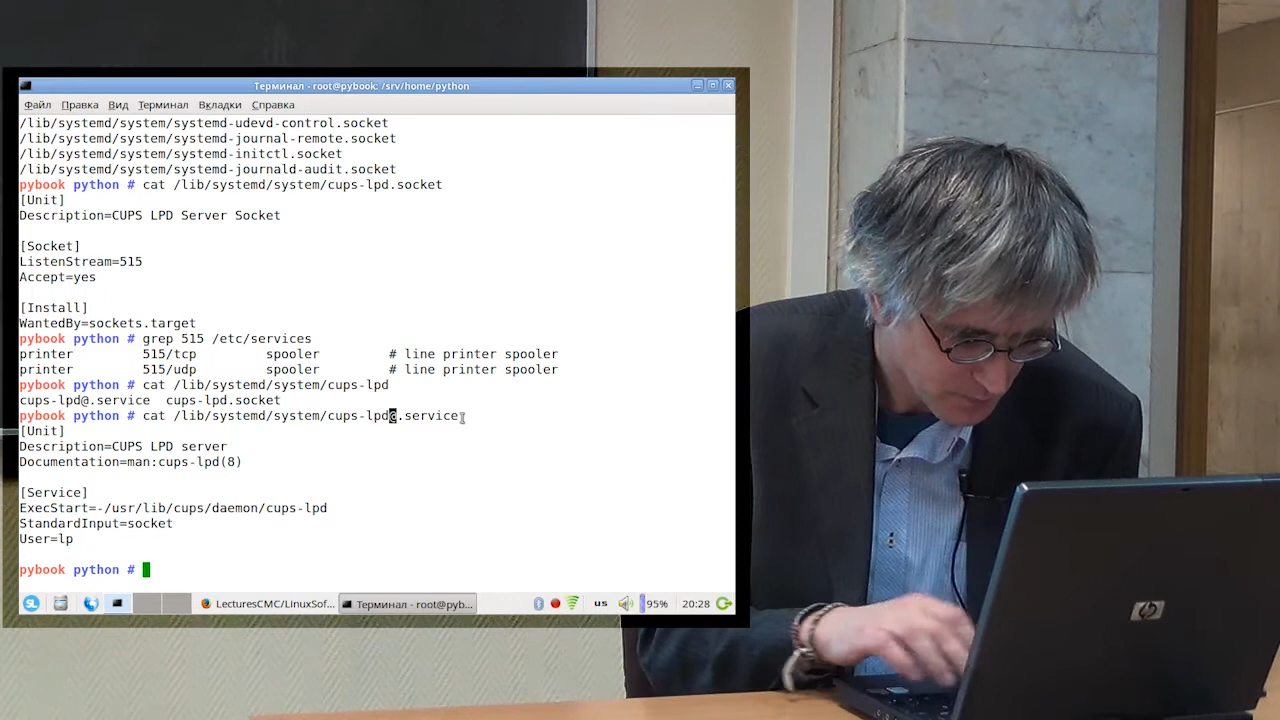 Терминал - root@pybook: /srv/home/python
Файл Правка Вид Терминал Вкладки Справка
/lib/systemd/system/systemd-udevd-control.socket
/lib/systemd/system/systemd-journal-remote.socket
/lib/systemd/system/systemd-initctl.socket
/lib/systemd/system/systemd-journald-audit.socket
pybook python # cat /lib/systemd/system/cups-lpd.socket
[Unit]
Description=CUPS LPD Server Socket
[Socket]
ListenStream=515
Accept=yes
[Install]
WantedBy=sockets.target
pybook python # grep 515 /etc/services
printer 515/tcp spooler # line printer spooler
printer 515/udp spooler # line printer spooler
pybook python # cat /lib/systemd/system/cups-lpd
cups-lpd@.service cups-lpd.socket
pybook python # cat /lib/systemd/system/cups-lpd@.service
[Unit]
Description=CUPS LPD server
Documentation=man:cups-lpd(8)
[Service]
ExecStart=-/usr/lib/cups/daemon/cups-lpd
StandardInput=socket
User=lp
pybook python #
SL LecturesCMC/LinuxSof... Терминал - root@pyb... us 95% 20:28
hp